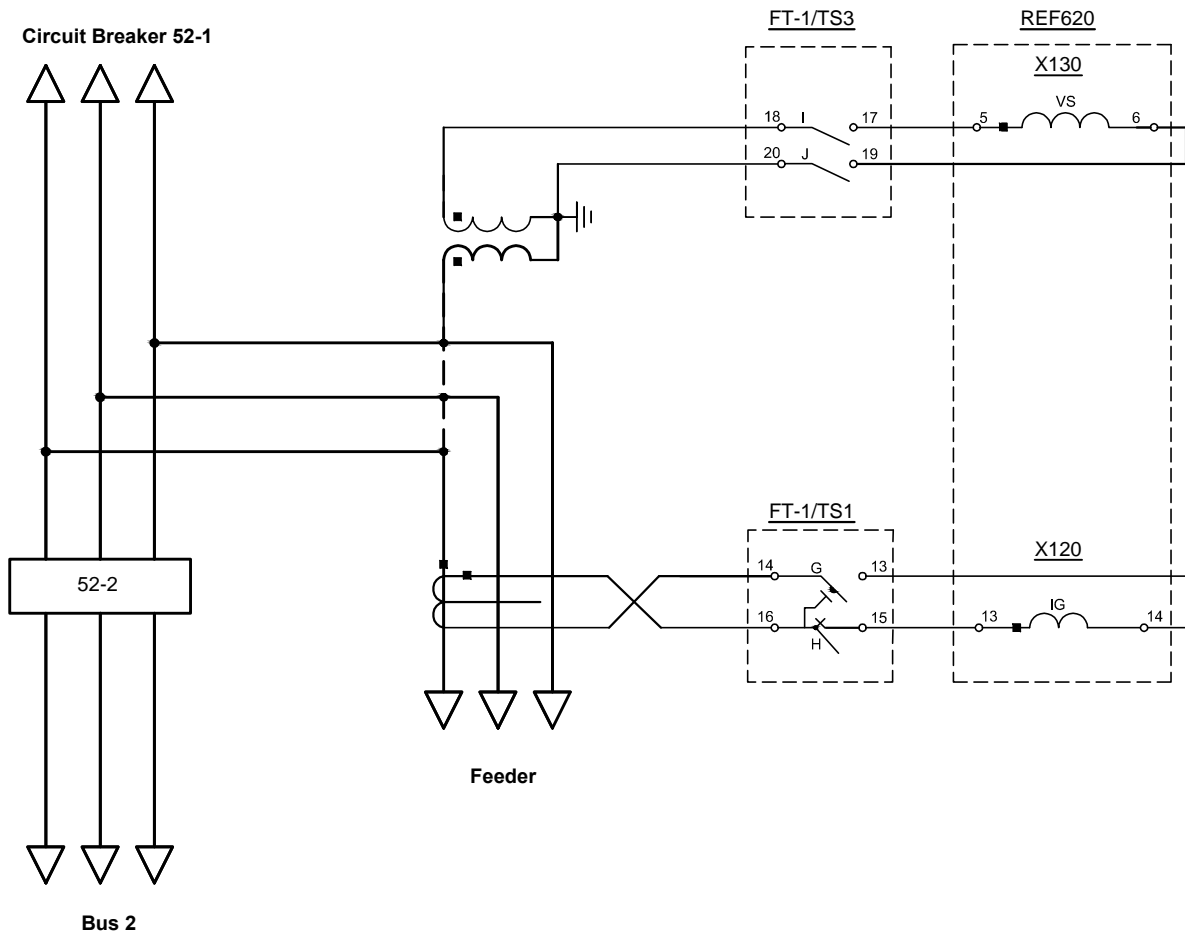 FT-1/TS3
REF620
Circuit Breaker 52-1
X130
VS
18
I
17
5
6
20
J
19
FT-1/TS1
X120
14
G
13
52-2
IG
16
H
15
13
14
Feeder
Bus 2